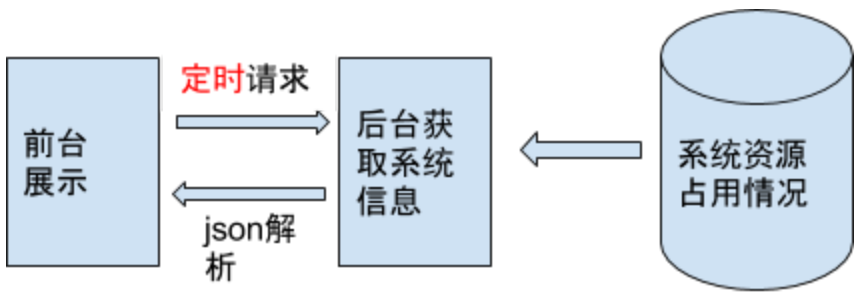 定时请求
前台
展示
json解
析
后台获
取系统
信息
系统资源
占用情况